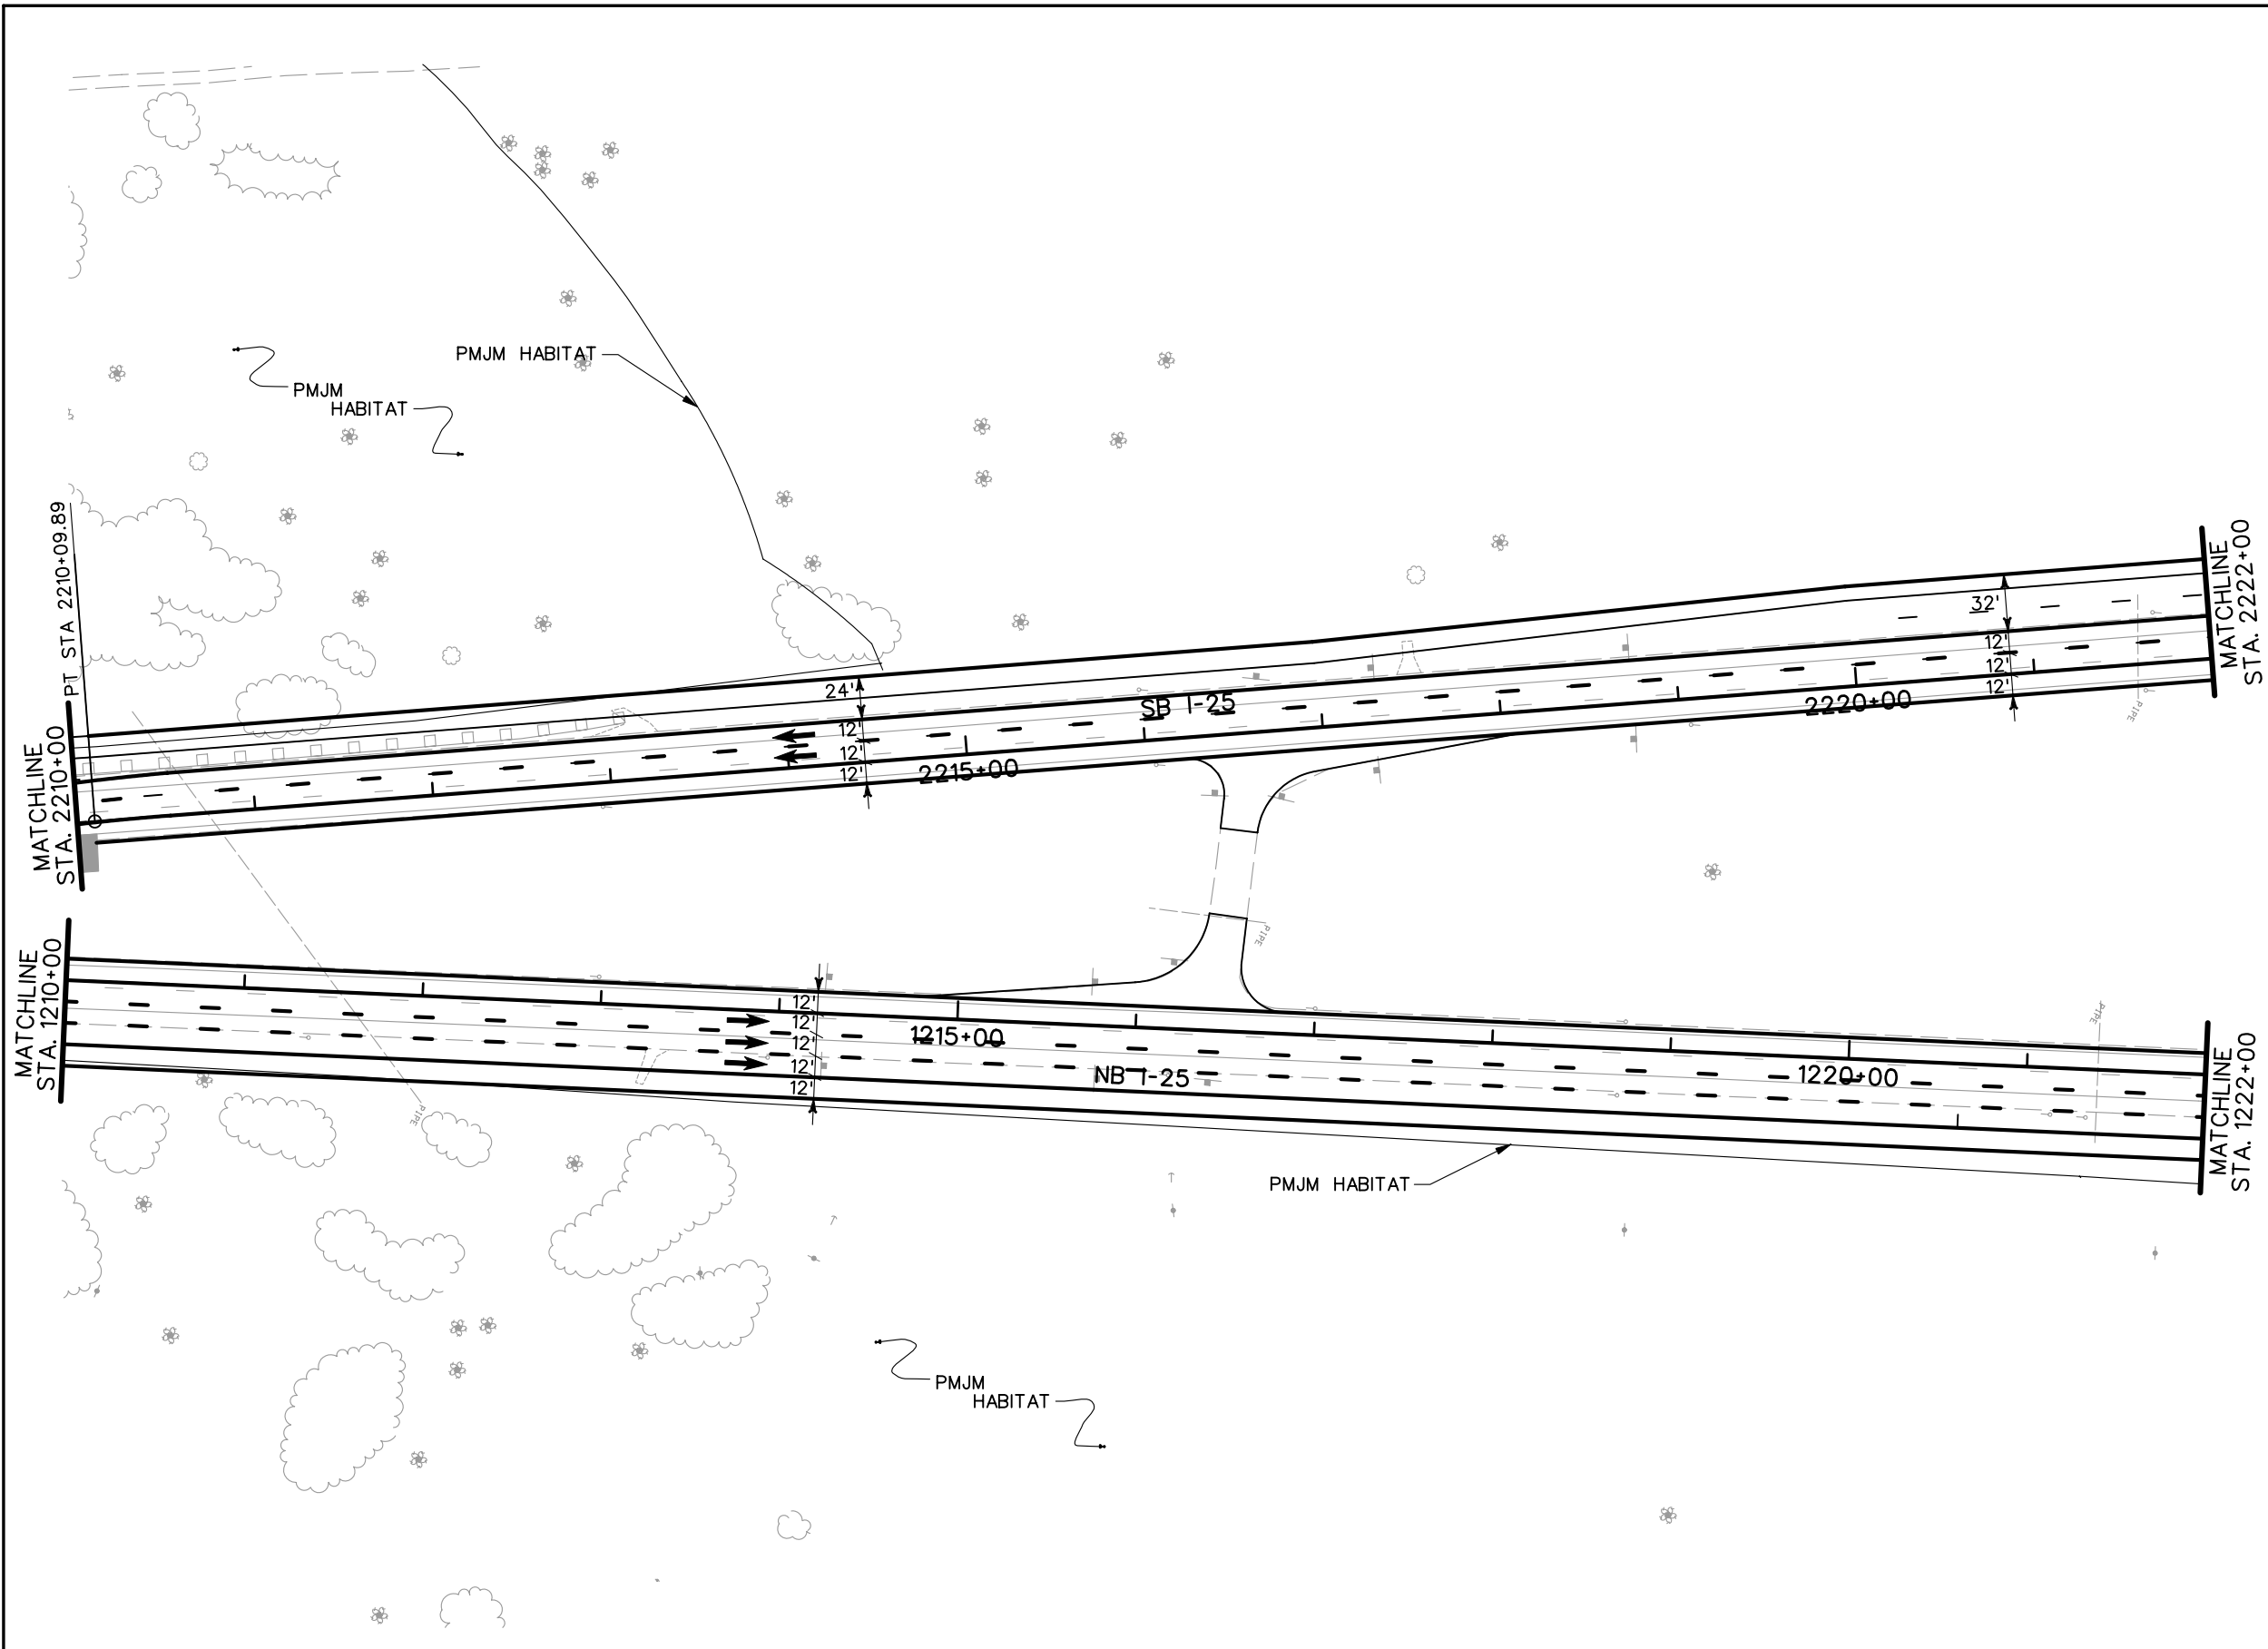 PMJM HABITAT
PMJM
HABITAT
PT STA 2210+09.89
MATCHLINE
STA. 2210+00
MATCHLINE
STA. 2222+00
32'
12'
12'
12'
24'
12'
12'
12'
SB I-25
2215+00
2220+00
PIPE
PIPE
MATCHLINE
STA. 1210+00
MATCHLINE
STA. 1222+00
12'
12'
12'
12'
12'
1215+00
NB I-25
1220+00
PIPE
PIPE
PMJM HABITAT
PMJM
HABITAT